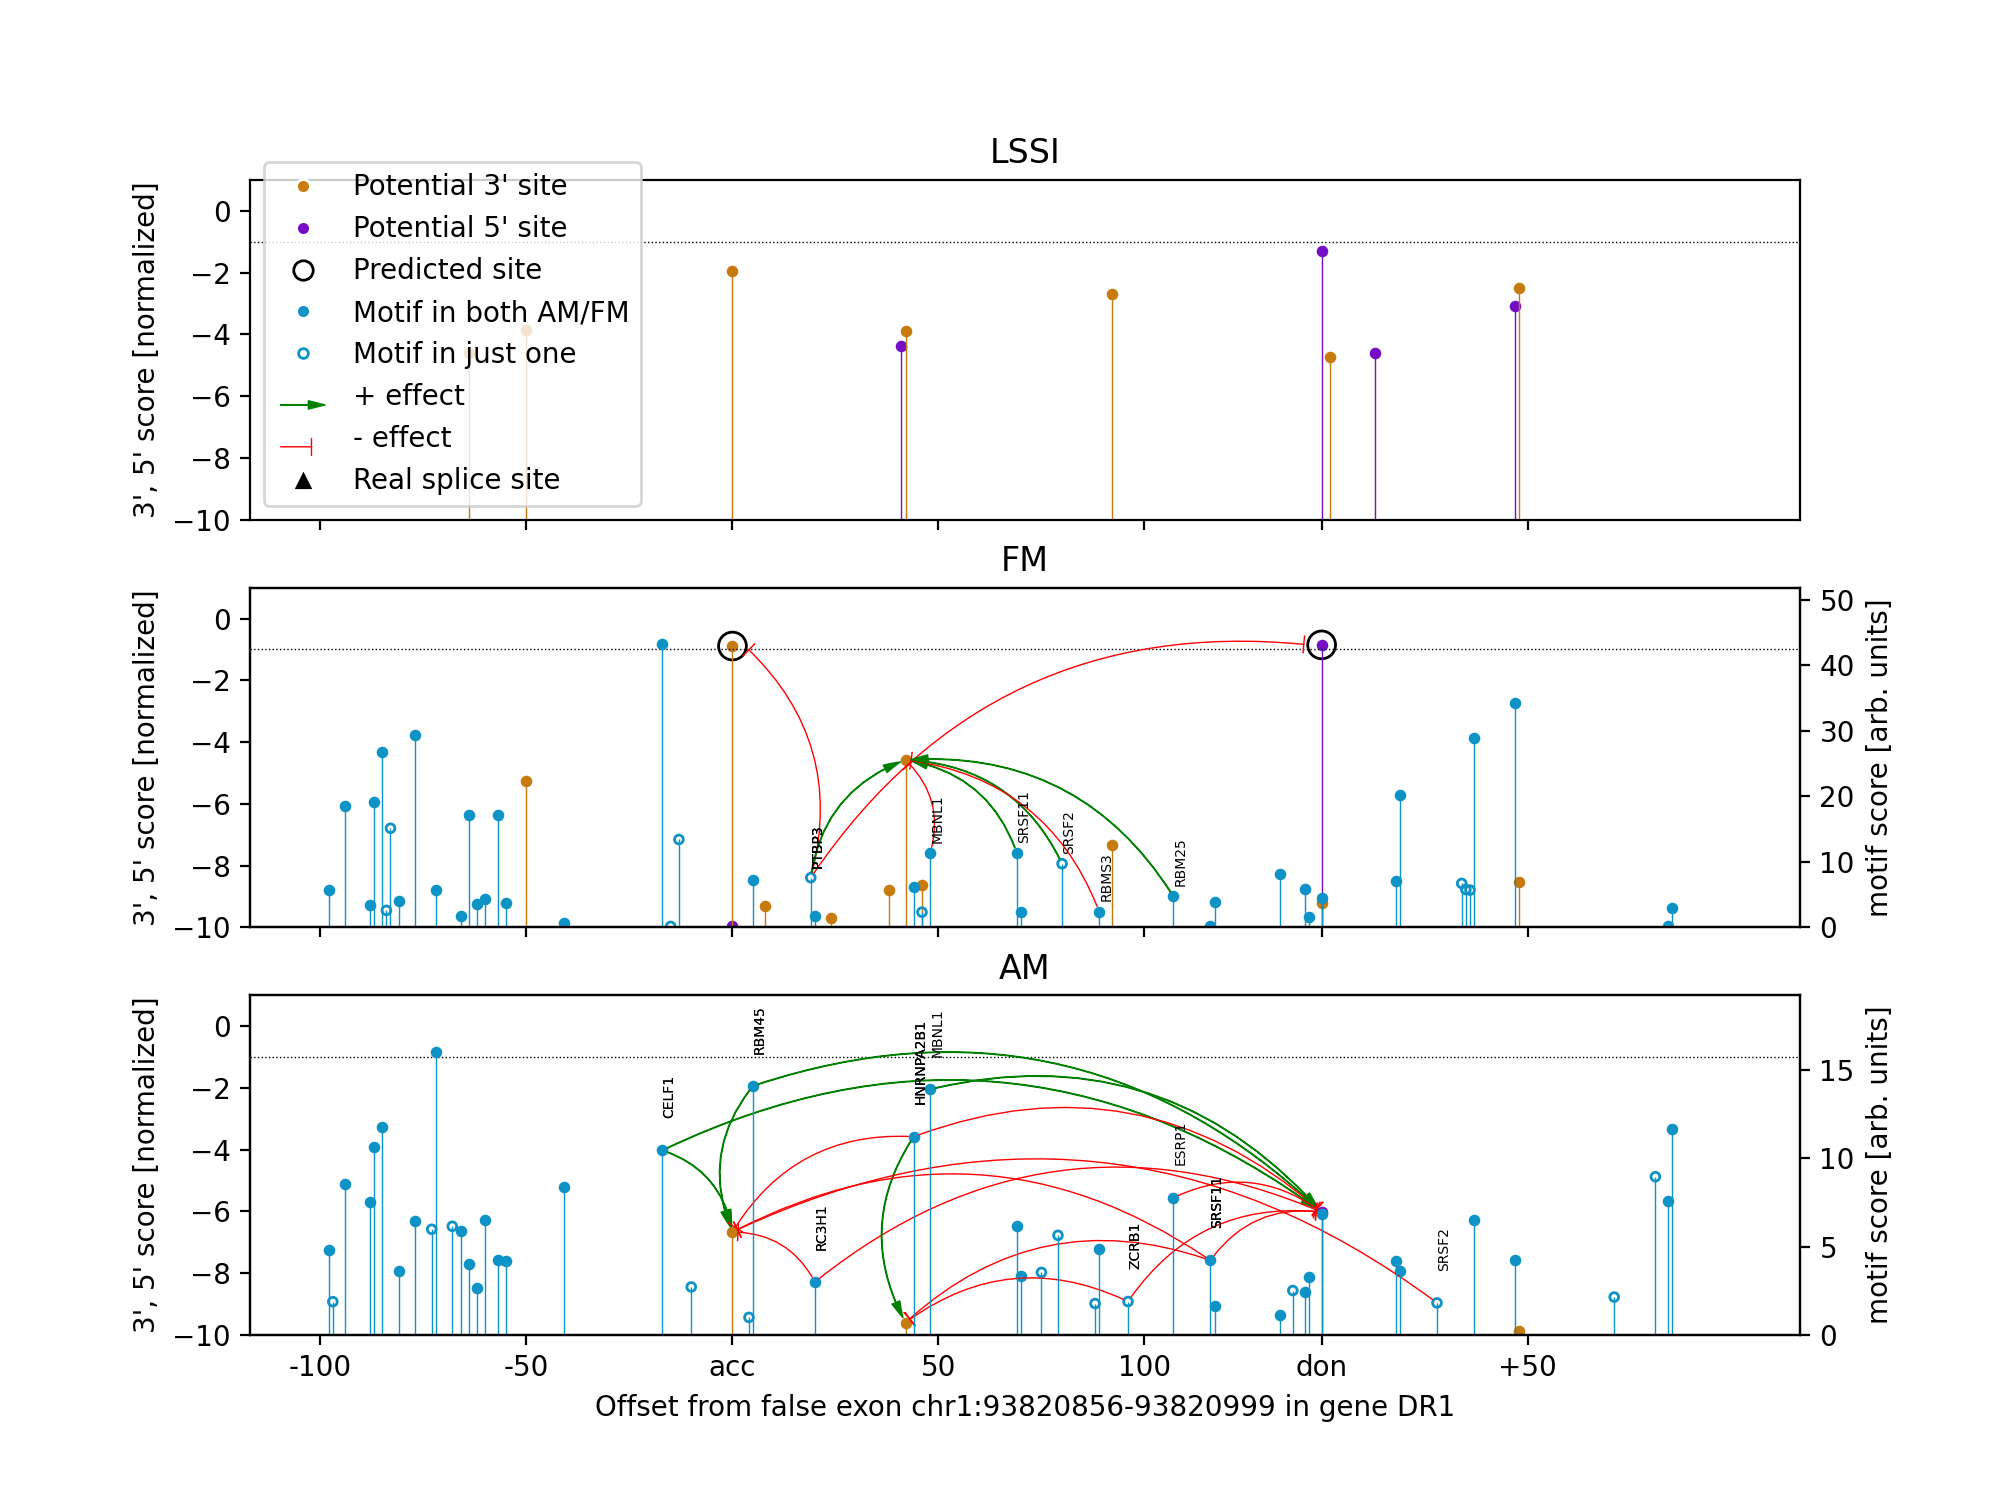 LSSI
3', 5' score [normalized]
0
−2
−4
−6
−8
−10
Potential 3' site
Potential 5' site
Predicted site
Motif in both AM/FM
Motif in just one
+ effect
- effect
Real splice site
FM
3', 5' score [normalized]
0
−2
−4
−6
−8
−10
PTBP3
MBNL1
SRSF11
SRSF2
RBMS3
RBM25
50
40
30
20
10
0
motif score [arb. units]
AM
3', 5' score [normalized]
0
−2
−4
−6
−8
−10
CELF1
RBM45
RC3H1
HNRNPA2B1
MBNL1
ZCRB1
ESRP1
SRSF11
SRSF2
15
10
5
0
motif score [arb. units]
-100
-50
acc
50
100
don
+50
Offset from false exon chr1:93820856-93820999 in gene DR1